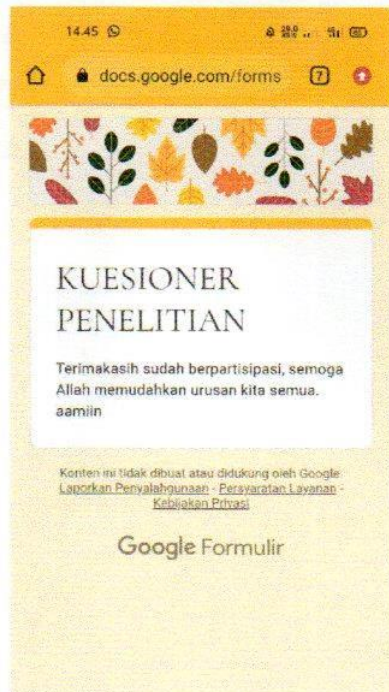 14.45
docs.google.com/forms
7
KUESIONER
PENELITIAN
Terimakasih sudah berpartisipasi, semoga
Allah memudahkan urusan kita semua.
aamiin
Konten ini tidak dibuat atau didukung oleh Google.
Laporkan Penyalahgunaan - Persyaratan Layanan -
Kebijakan Privasi
Google Formulir